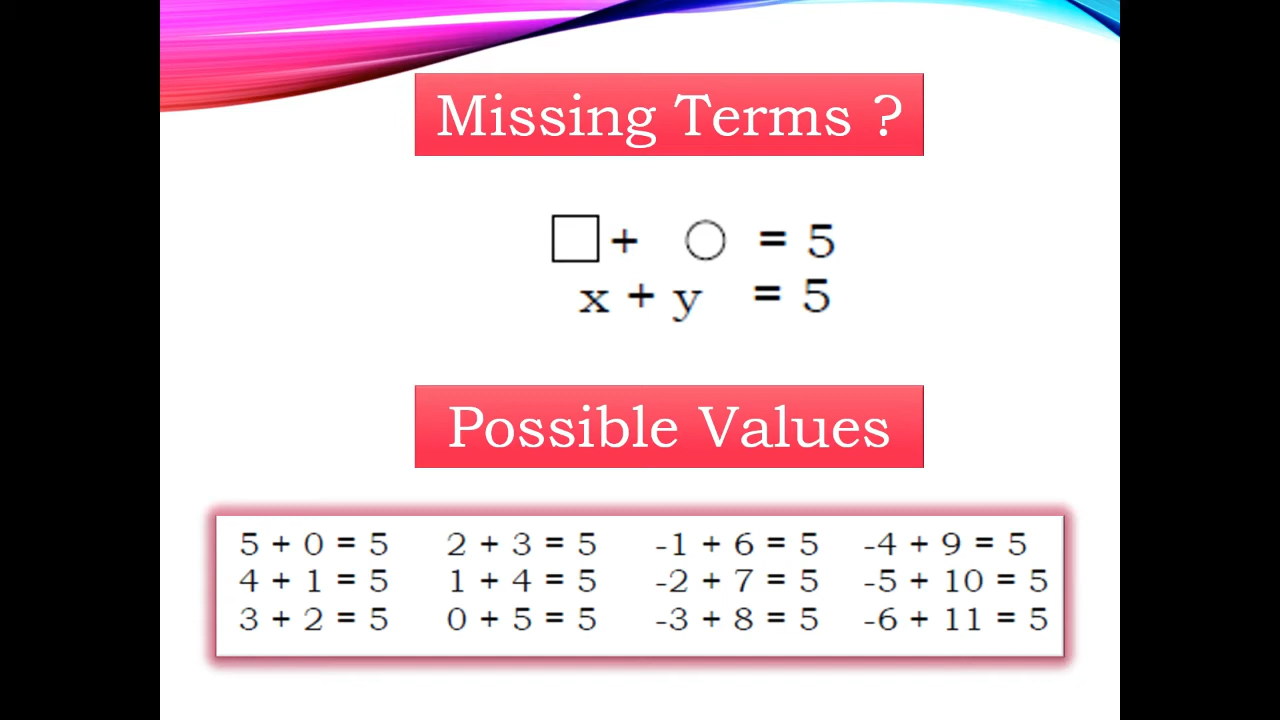 Missing Terms ?
□ + ○ = 5
x + y = 5
Possible Values
5 + 0 = 5 2 + 3 = 5 -1 + 6 = 5 -4 + 9 = 5
4 + 1 = 5 1 + 4 = 5 -2 + 7 = 5 -5 + 10 = 5
3 + 2 = 5 0 + 5 = 5 -3 + 8 = 5 -6 + 11 = 5